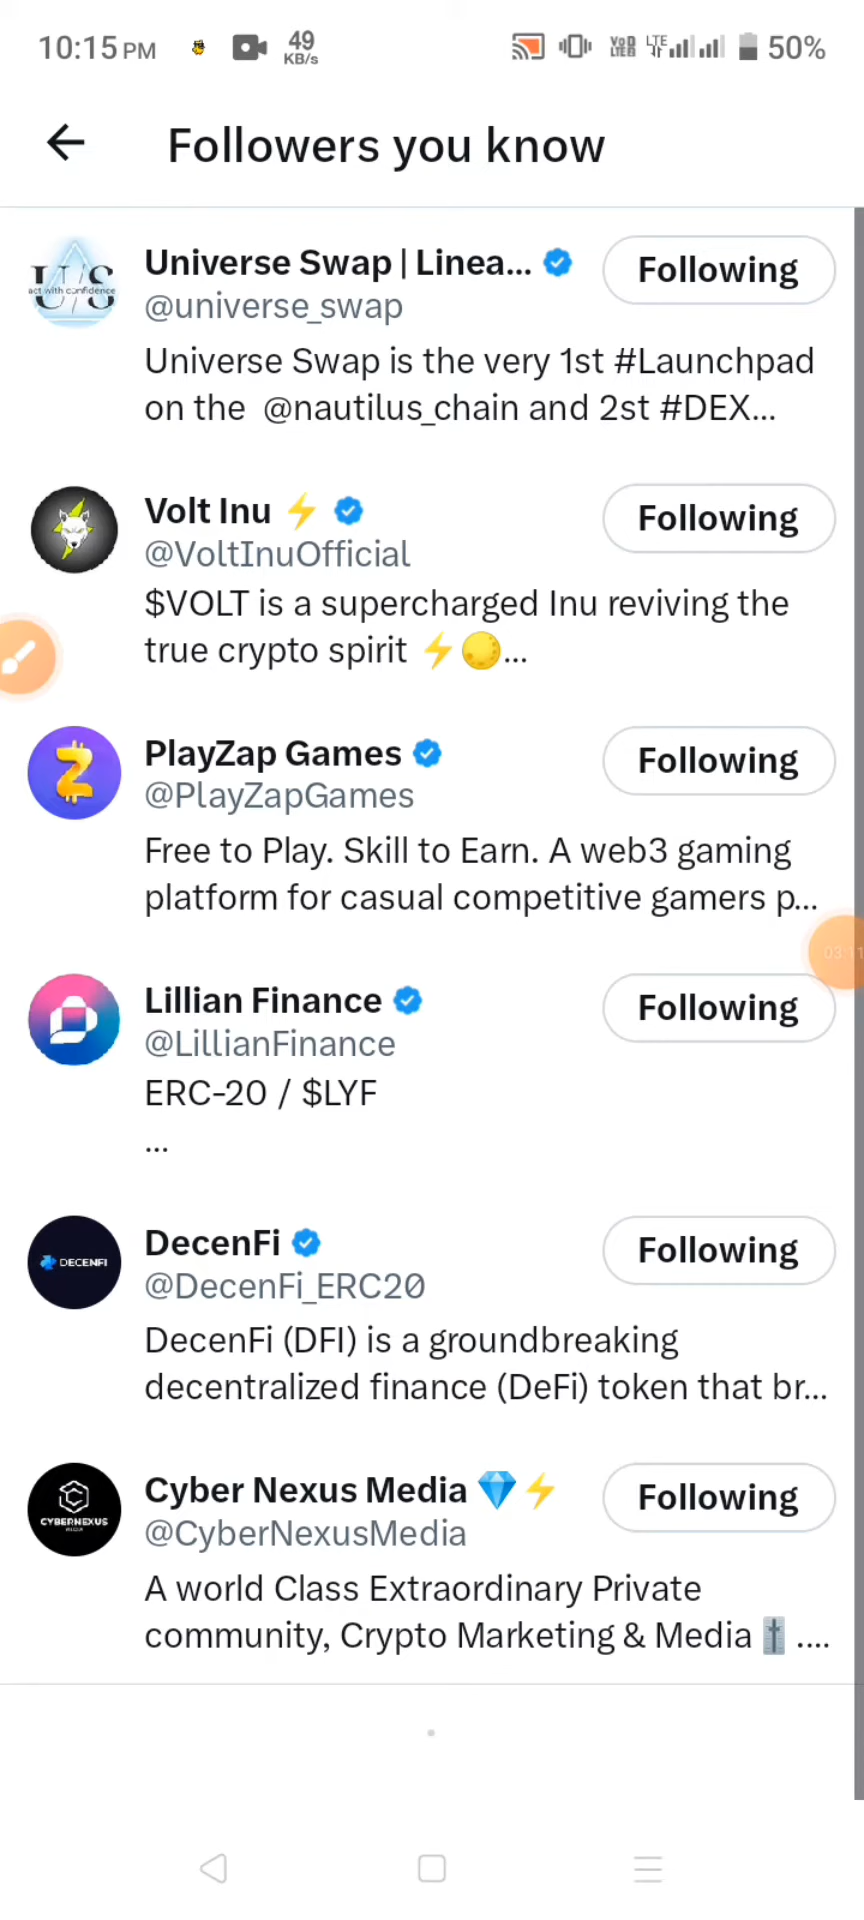 10:15 PM 49 KB/s VoD LTE2 LTE 50%
Followers you know
Universe Swap | Linea...
Following
@universe_swap
Universe Swap is the very 1st #Launchpad
on the @nautilus_chain and 2st #DEX...
U/S
act with confidence
Volt Inu ⚡
Following
@VoltInuOfficial
$VOLT is a supercharged Inu reviving the
true crypto spirit ⚡🌕...
PlayZap Games
Following
@PlayZapGames
Free to Play. Skill to Earn. A web3 gaming
platform for casual competitive gamers p...
03:11
Lillian Finance
Following
@LillianFinance
ERC-20 / $LYF
...
DecenFi
Following
@DecenFi_ERC20
DECENFI
DecenFi (DFI) is a groundbreaking
decentralized finance (DeFi) token that br...
Cyber Nexus Media 💎⚡
Following
@CyberNexusMedia
CYBERNEXUS
A world Class Extraordinary Private
community, Crypto Marketing & Media 🎚️....